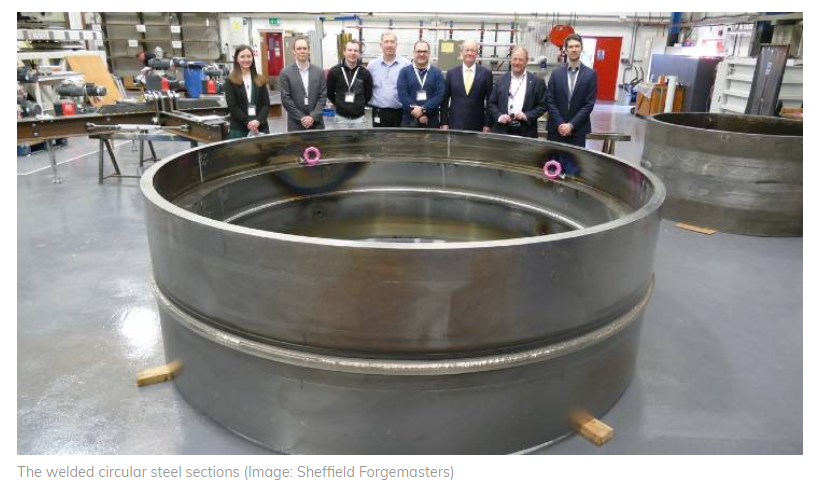 The welded circular steel sections (Image: Sheffield Forgemasters)